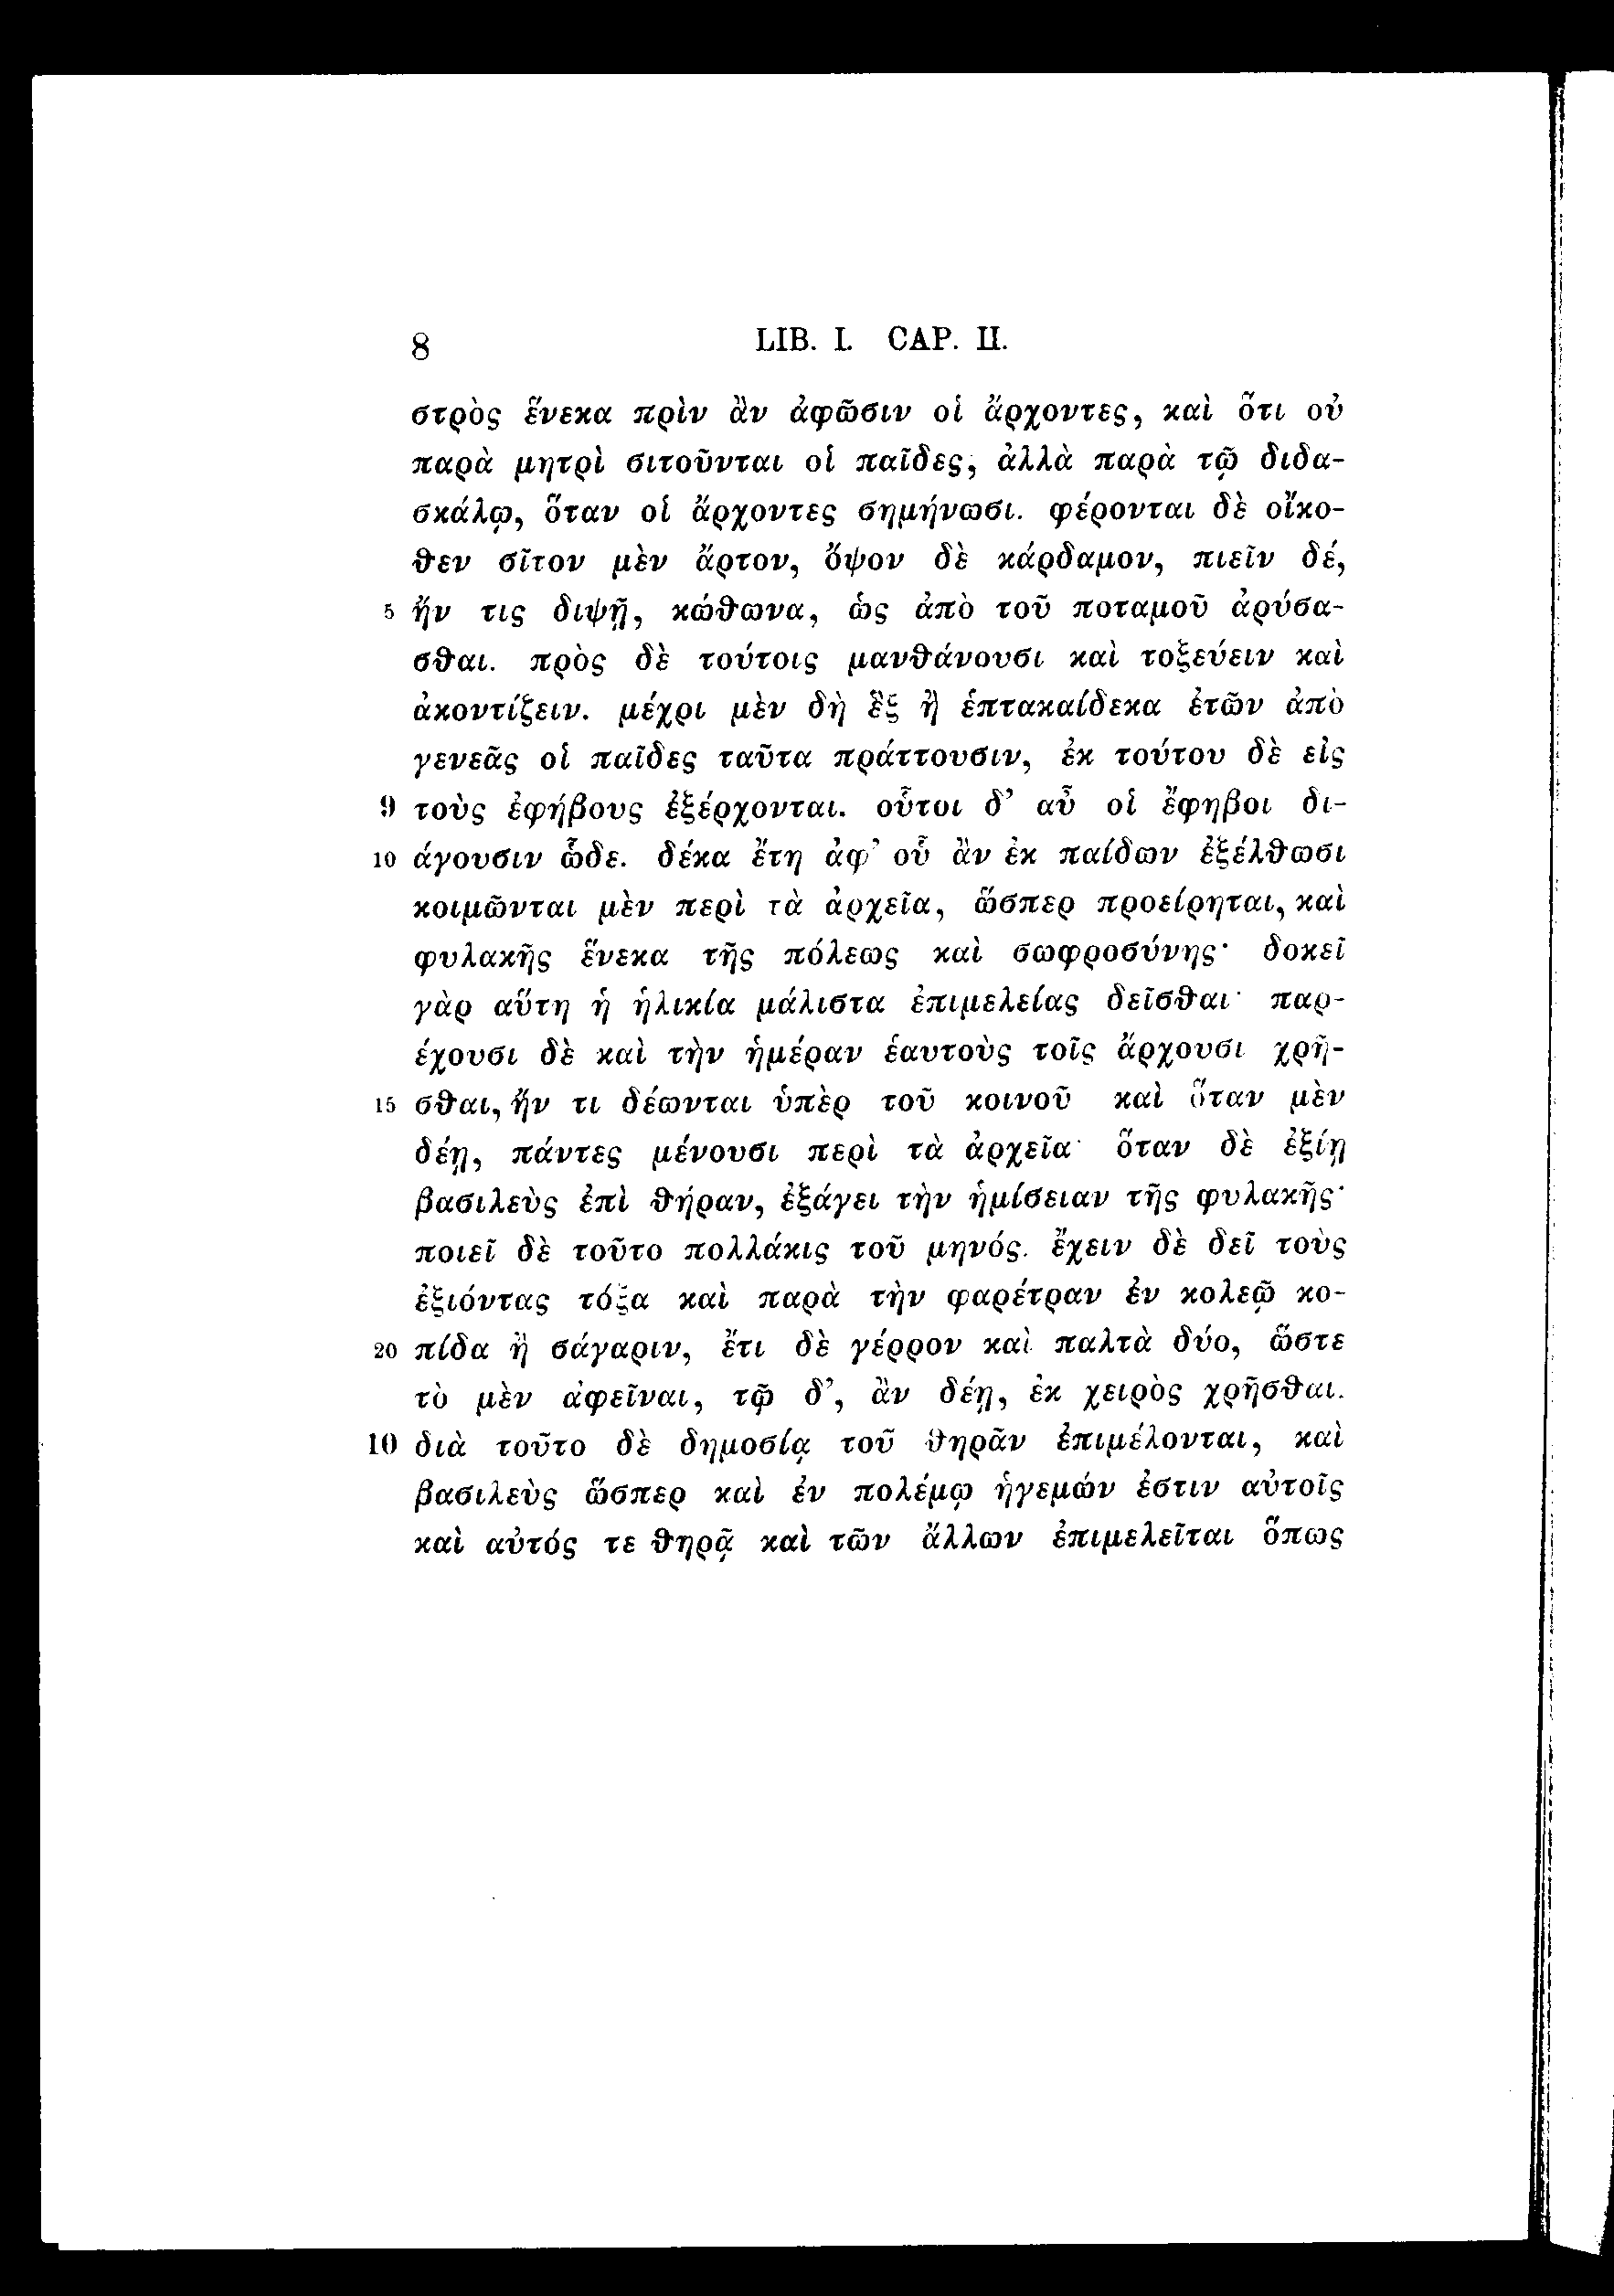 8 LIB. I. CAP. II.
στρὸς ἕνεκα πρὶν ἂν ἀφῶσιν οἱ ἄρχοντες, καὶ ὅτι οὐ
παρὰ μητρὶ σιτοῦνται οἱ παῖδες, ἀλλὰ παρὰ τῷ διδα-
σκάλῳ, ὅταν οἱ ἄρχοντες σημήνωσι. φέρονται δὲ οἴκο-
θεν σῖτον μὲν ἄρτον, ὄψον δὲ κάρδαμον, πιεῖν δέ,
5 ἤν τις διψῇ, κώθωνα, ὡς ἀπὸ τοῦ ποταμοῦ ἀρύσα-
σθαι. πρὸς δὲ τούτοις μανθάνουσι καὶ τοξεύειν καὶ
ἀκοντίζειν. μέχρι μὲν δὴ ἓξ ἢ ἑπτακαίδεκα ἐτῶν ἀπὸ
γενεᾶς οἱ παῖδες ταῦτα πράττουσιν, ἐκ τούτου δὲ εἰς
9 τοὺς ἐφήβους ἐξέρχονται. οὗτοι δ’ αὖ οἱ ἔφηβοι δι-
10 άγουσιν ὧδε. δέκα ἔτη ἀφ’ οὗ ἂν ἐκ παίδων ἐξέλθωσι
κοιμῶνται μὲν περὶ τὰ ἀρχεῖα, ὥσπερ προείρηται, καὶ
φυλακῆς ἕνεκα τῆς πόλεως καὶ σωφροσύνης· δοκεῖ
γὰρ αὕτη ἡ ἡλικία μάλιστα ἐπιμελείας δεῖσθαι· παρ-
έχουσι δὲ καὶ τὴν ἡμέραν ἑαυτοὺς τοῖς ἄρχουσι χρῆ-
15 σθαι, ἤν τι δέωνται ὑπὲρ τοῦ κοινοῦ καὶ ὅταν μὲν
δέῃ, πάντες μένουσι περὶ τὰ ἀρχεῖα· ὅταν δὲ ἐξίῃ
βασιλεὺς ἐπὶ θήραν, ἐξάγει τὴν ἡμίσειαν τῆς φυλακῆς·
ποιεῖ δὲ τοῦτο πολλάκις τοῦ μηνός. ἔχειν δὲ δεῖ τοὺς
ἐξιόντας τόξα καὶ παρὰ τὴν φαρέτραν ἐν κολεῷ κο-
20 πίδα ἢ σάγαριν, ἔτι δὲ γέρρον καὶ παλτὰ δύο, ὥστε
τὸ μὲν ἀφεῖναι, τῷ δ’, ἂν δέῃ, ἐκ χειρὸς χρῆσθαι.
10 διὰ τοῦτο δὲ δημοσίᾳ τοῦ θηρᾶν ἐπιμέλονται, καὶ
βασιλεὺς ὥσπερ καὶ ἐν πολέμῳ ἡγεμών ἐστιν αὐτοῖς
καὶ αὐτός τε θηρᾷ καὶ τῶν ἄλλων ἐπιμελεῖται ὅπως